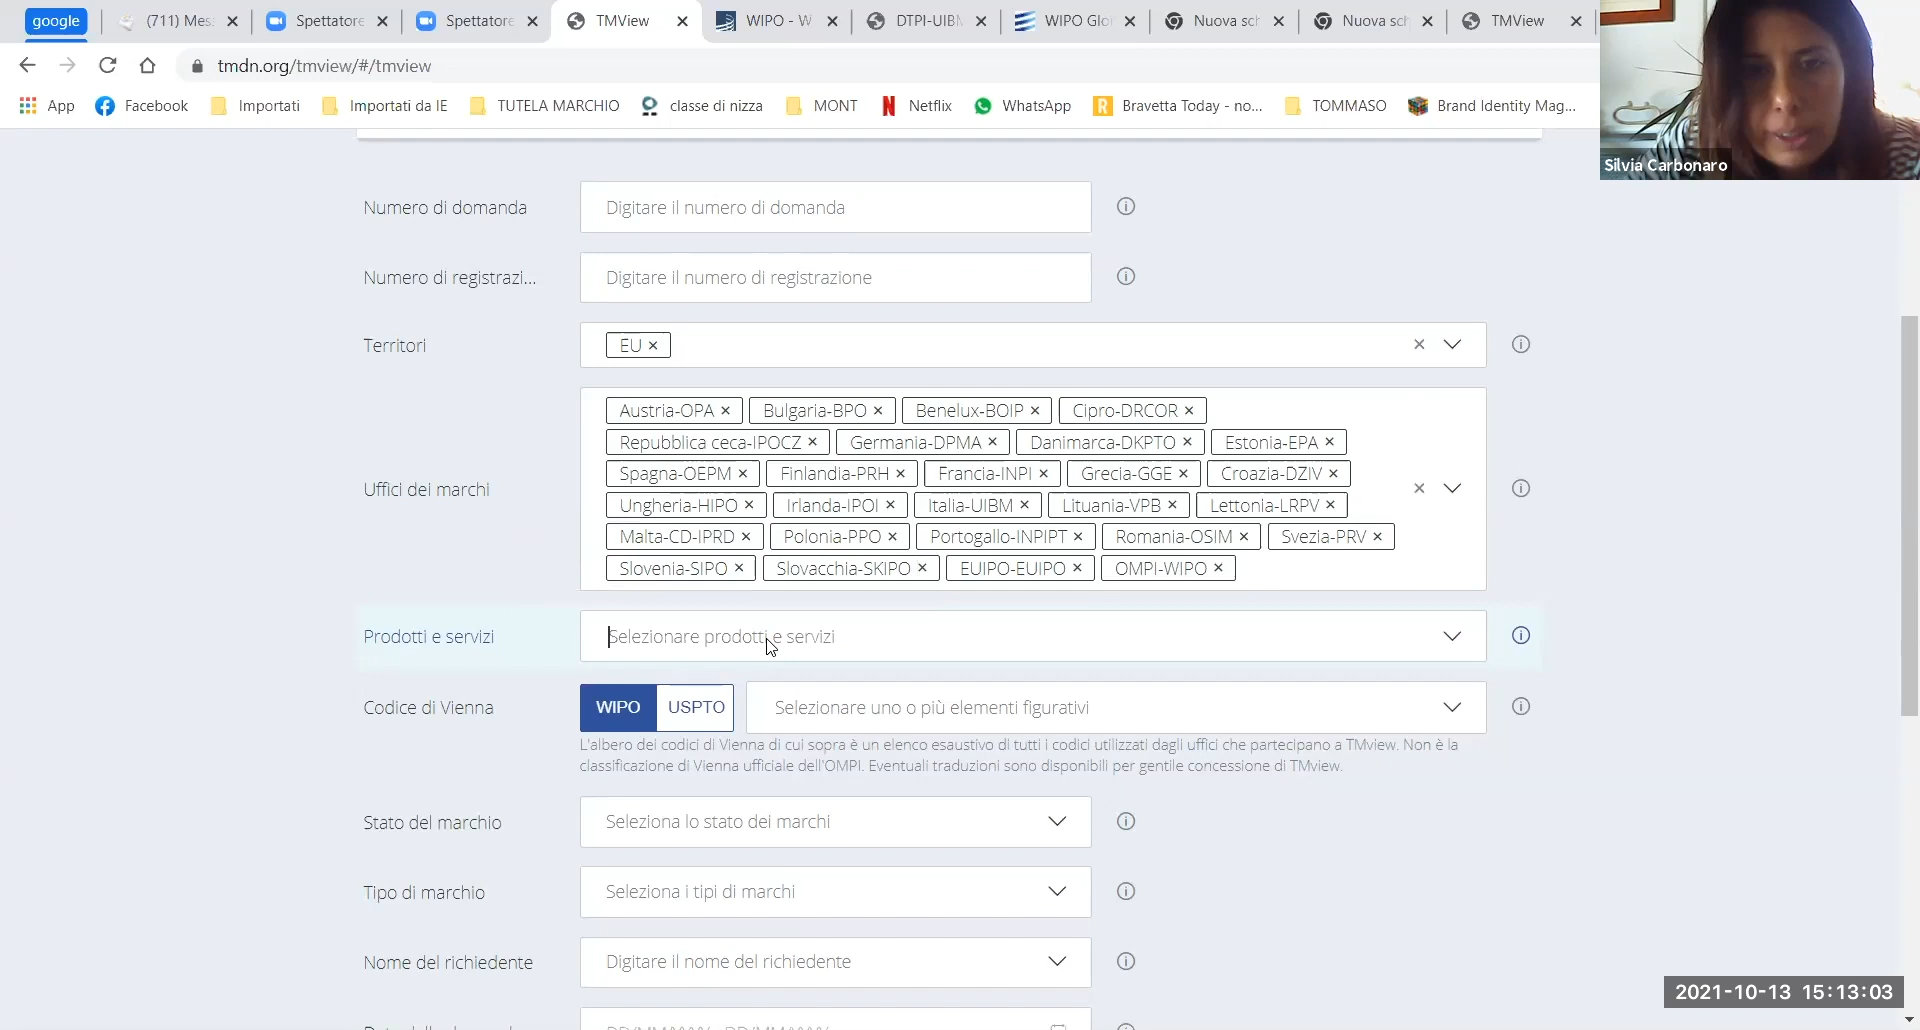 google (711) Mes Spettatore Spettatore TMView WIPO - W DTPI-UIBM WIPO Glo Nuova sch Nuova sch TMView
tmdn.org/tmview/#/tmview
App Facebook Importati Importati da IE TUTELA MARCHIO classe di nizza MONT Netflix WhatsApp Bravetta Today - no... TOMMASO Brand Identity Mag...
Silvia Carbonaro
Numero di domanda Digitare il numero di domanda
Numero di registrazi... Digitare il numero di registrazione
Territori EU ×
Austria-OPA × Bulgaria-BPO × Benelux-BOIP × Cipro-DRCOR ×
Repubblica ceca-IPOCZ × Germania-DPMA × Danimarca-DKPTO × Estonia-EPA ×
Spagna-OEPM × Finlandia-PRH × Francia-INPI × Grecia-GGE × Croazia-DZIV ×
Uffici dei marchi
Ungheria-HIPO × Irlanda-IPOI × Italia-UIBM × Lituania-VPB × Lettonia-LRPV ×
Malta-CD-IPRD × Polonia-PPO × Portogallo-INPIPT × Romania-OSIM × Svezia-PRV ×
Slovenia-SIPO × Slovacchia-SKIPO × EUIPO-EUIPO × OMPI-WIPO ×
Prodotti e servizi Selezionare prodotti e servizi
Codice di Vienna WIPO USPTO Selezionare uno o più elementi figurativi
L'albero dei codici di Vienna di cui sopra è un elenco esaustivo di tutti i codici utilizzati dagli uffici che partecipano a TMview. Non è la
classificazione di Vienna ufficiale dell'OMPI. Eventuali traduzioni sono disponibili per gentile concessione di TMview.
Stato del marchio Seleziona lo stato dei marchi
Tipo di marchio Seleziona i tipi di marchi
Nome del richiedente Digitare il nome del richiedente
2021-10-13 15:13:03